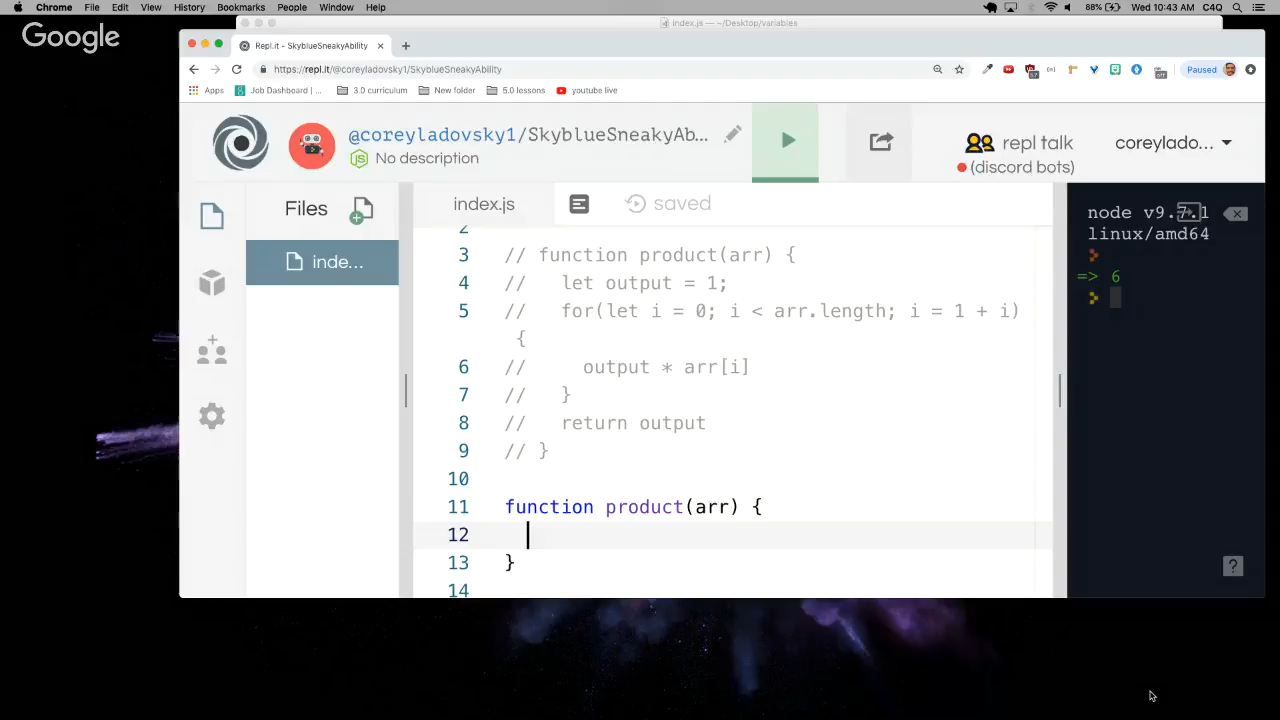 Chrome File Edit View History Bookmarks People Window Help 88% Wed 10:43 AM C4Q
index.js — ~/Desktop/variables
Google
Repl.it - SkyblueSneakyAbility
https://repl.it/@coreyladovsky1/SkyblueSneakyAbility Paused
Apps Job Dashboard | ... 3.0 curriculum New folder 5.0 lessons youtube live
@coreyladovsky1/SkyblueSneakyAb...
No description
repl talk
(discord bots)
coreylado...
Files
inde...
index.js saved
2
3 // function product(arr) {
4 // let output = 1;
5 // for(let i = 0; i < arr.length; i = 1 + i)
{
6 // output * arr[i]
7 // }
8 // return output
9 // }
10
11 function product(arr) {
12
13 }
14
node v9.7.1
linux/amd64
=> 6
?